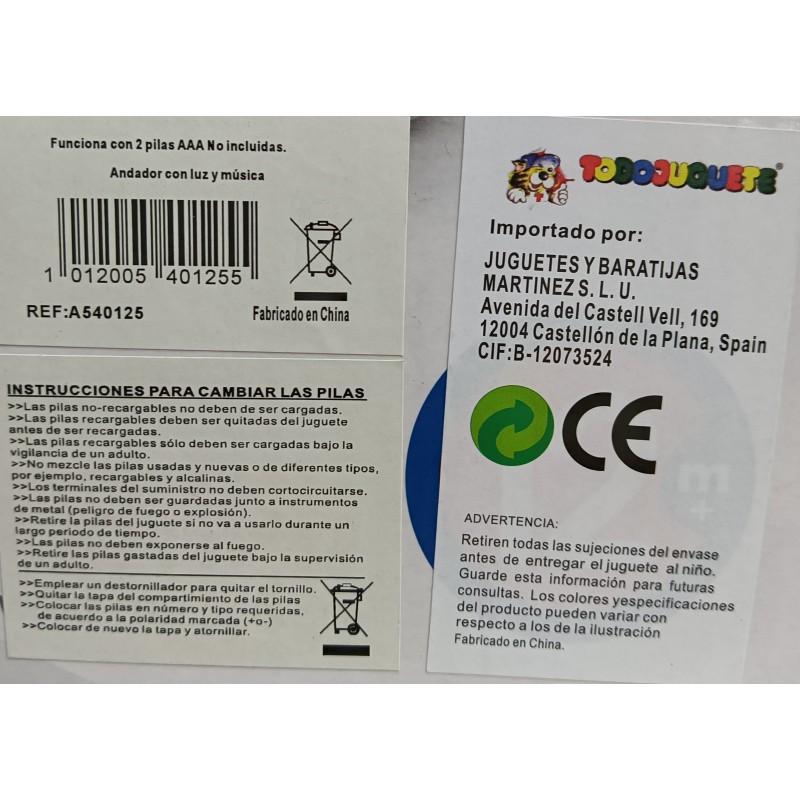 Funciona con 2 pilas AAA No incluidas.
Andador con luz y música
1 012005 401255
REF:A540125
Fabricado en China
INSTRUCCIONES PARA CAMBIAR LAS PILAS
>>Las pilas no-recargables no deben de ser cargadas.
>>Las pilas recargables deben ser quitadas del juguete
antes de ser recargadas.
>>Las pilas recargables sólo deben ser cargadas bajo la
vigilancia de un adulto.
>>No mezcle las pilas usadas y nuevas o de diferentes tipos,
por ejemplo, recargables y alcalinas.
>>Los terminales del suministro no deben cortocircuitarse.
>>Las pilas no deben ser guardadas junto a instrumentos
de metal (peligro de fuego o explosión).
>>Retire la pilas del juguete si no va a usarlo durante un
largo periodo de tiempo.
>>Las pilas no deben exponerse al fuego.
>>Retire las pilas gastadas del juguete bajo la supervisión
de un adulto.
>>Emplear un destornillador para quitar el tornillo.
>>Quitar la tapa del compartimento de las pilas
>>Colocar las pilas en número y tipo requeridas,
de acuerdo a la polaridad marcada (+o-)
>>Colocar de nuevo la tapa y atornillar.
TODOJUGUETE®
Importado por:
JUGUETES Y BARATIJAS
MARTINEZ S. L. U.
Avenida del Castell Vell, 169
12004 Castellón de la Plana, Spain
CIF:B-12073524
CE
ADVERTENCIA:
Retiren todas las sujeciones del envase
antes de entregar el juguete al niño.
Guarde esta información para futuras
consultas. Los colores yespecificaciones
del producto pueden variar con
respecto a los de la ilustración
Fabricado en China.